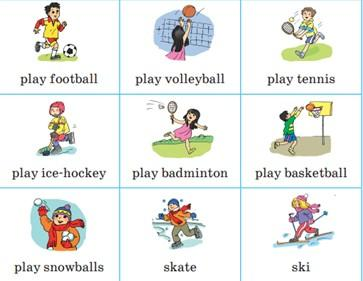 play football
play volleyball
play tennis
play ice-hockey
play badminton
play basketball
play snowballs
skate
ski